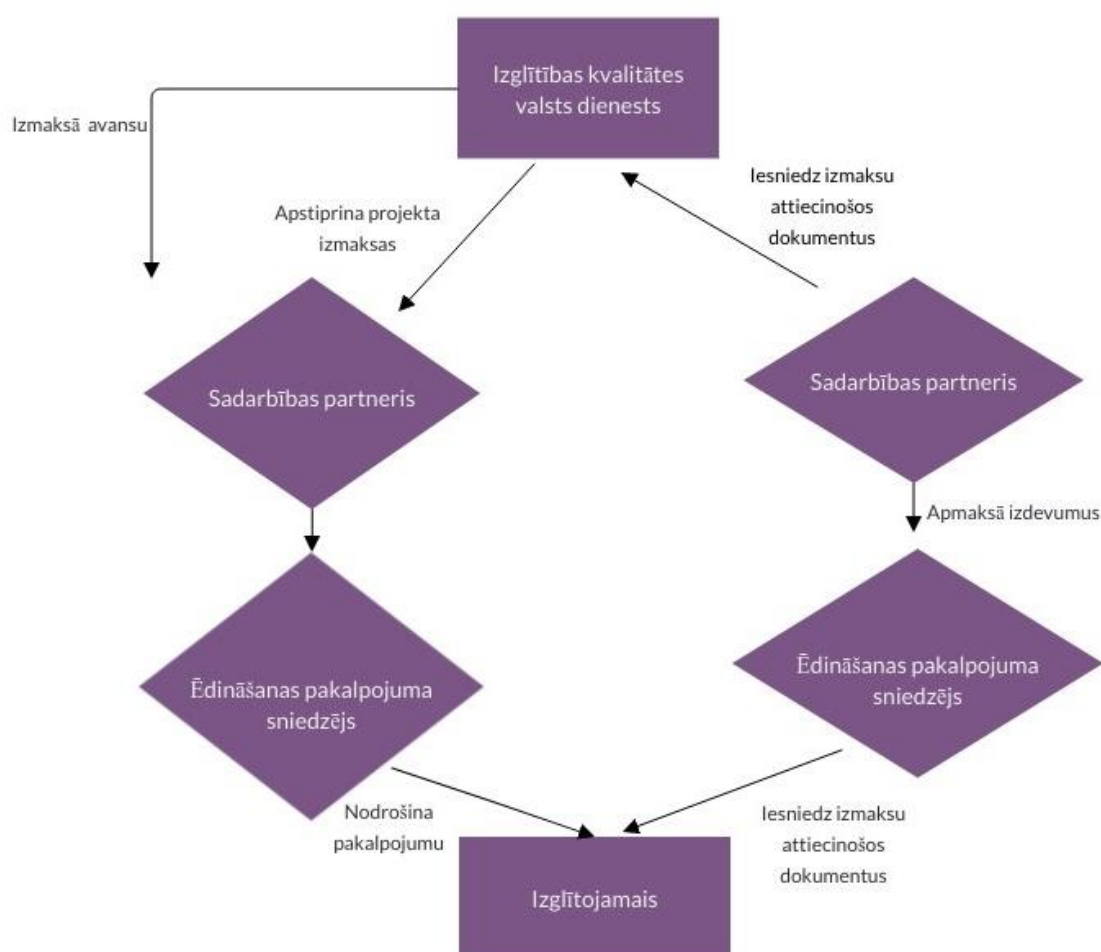 Izglītības kvalitātes
valsts dienests
Izmaksā avansu
Iesniedz izmaksu
attiecinošos
dokumentus
Apstiprina projekta
izmaksas
Sadarbības partneris
Sadarbības partneris
Apmaksā izdevumus
Ēdināšanas pakalpojuma
sniedzējs
Ēdināšanas pakalpojuma
sniedzējs
Nodrošina
pakalpojumu
Iesniedz izmaksu
attiecinošos
dokumentus
Izglītojamais